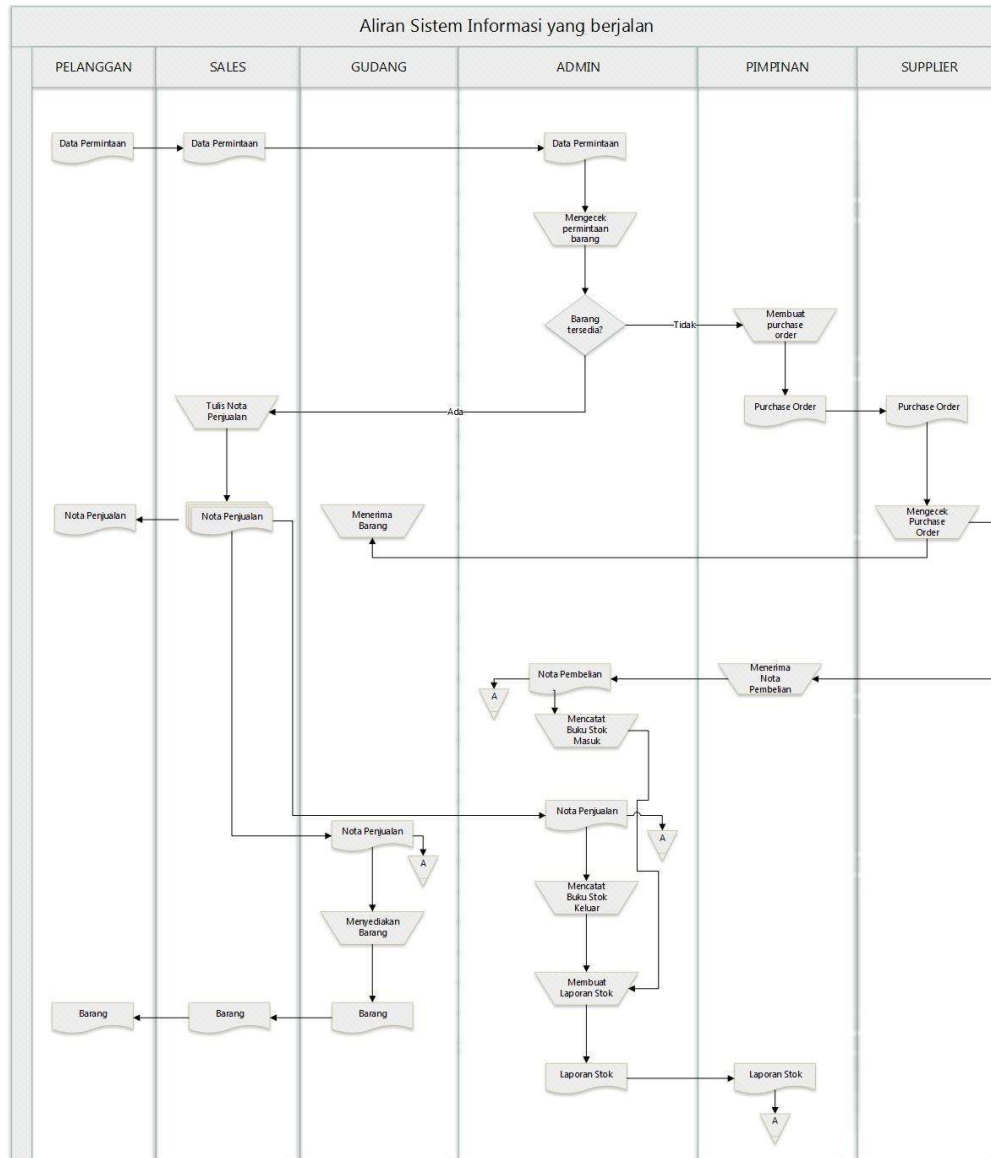 Aliran Sistem Informasi yang berjalan
PELANGGAN
SALES
GUDANG
ADMIN
PIMPINAN
SUPPLIER
Data Permintaan
Data Permintaan
Data Permintaan
Mengecek
permintaan
barang
Barang
tersedia?
Tidak
Membuat
purchase
order
Tulis Nota
Penjualan
Ada
Purchase Order
Purchase Order
Nota Penjualan
Nota Penjualan
Menerima
Barang
Mengecek
Purchase
Order
A
Nota Pembelian
Menerima
Nota
Pembelian
Mencatat
Buku Stok
Masuk
Nota Penjualan
Nota Penjualan
A
A
Mencatat
Buku Stok
Keluar
Menyediakan
Barang
Membuat
Laporan Stok
Barang
Barang
Barang
Laporan Stok
Laporan Stok
A